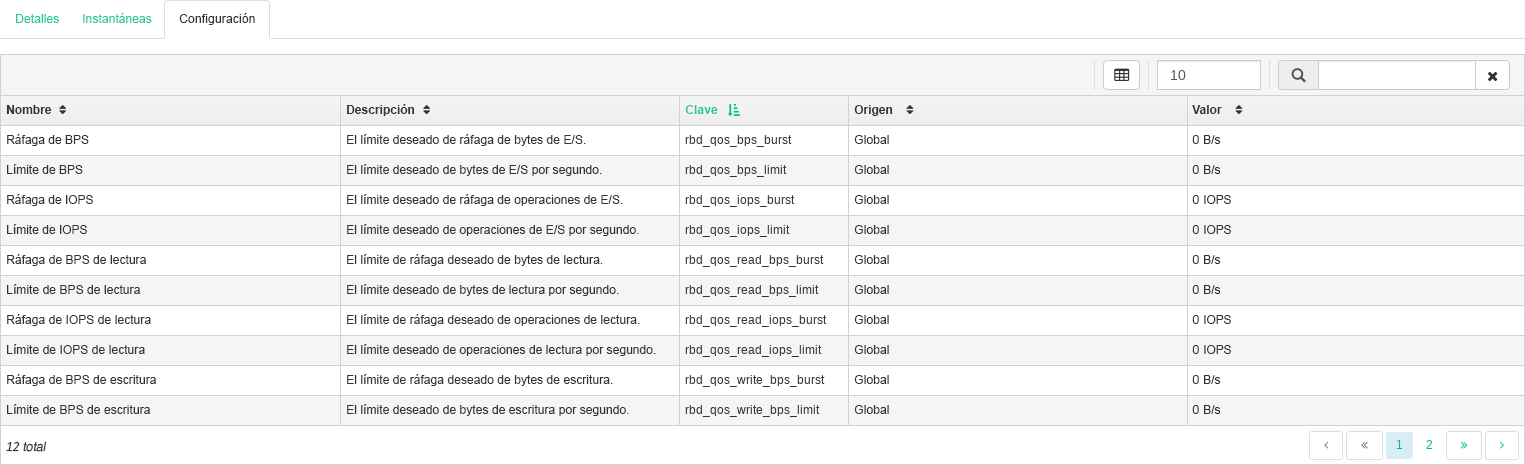 Detalles Instantáneas Configuración
10
Nombre Descripción Clave Origen Valor
Ráfaga de BPS El límite deseado de ráfaga de bytes de E/S. rbd_qos_bps_burst Global 0 B/s
Límite de BPS El límite deseado de bytes de E/S por segundo. rbd_qos_bps_limit Global 0 B/s
Ráfaga de IOPS El límite deseado de ráfaga de operaciones de E/S. rbd_qos_iops_burst Global 0 IOPS
Límite de IOPS El límite deseado de operaciones de E/S por segundo. rbd_qos_iops_limit Global 0 IOPS
Ráfaga de BPS de lectura El límite de ráfaga deseado de bytes de lectura. rbd_qos_read_bps_burst Global 0 B/s
Límite de BPS de lectura El límite deseado de bytes de lectura por segundo. rbd_qos_read_bps_limit Global 0 B/s
Ráfaga de IOPS de lectura El límite de ráfaga deseado de operaciones de lectura. rbd_qos_read_iops_burst Global 0 IOPS
Límite de IOPS de lectura El límite deseado de operaciones de lectura por segundo. rbd_qos_read_iops_limit Global 0 IOPS
Ráfaga de BPS de escritura El límite de ráfaga deseado de bytes de escritura. rbd_qos_write_bps_burst Global 0 B/s
Límite de BPS de escritura El límite deseado de bytes de escritura por segundo. rbd_qos_write_bps_limit Global 0 B/s
12 total ‹ « 1 2 » ›